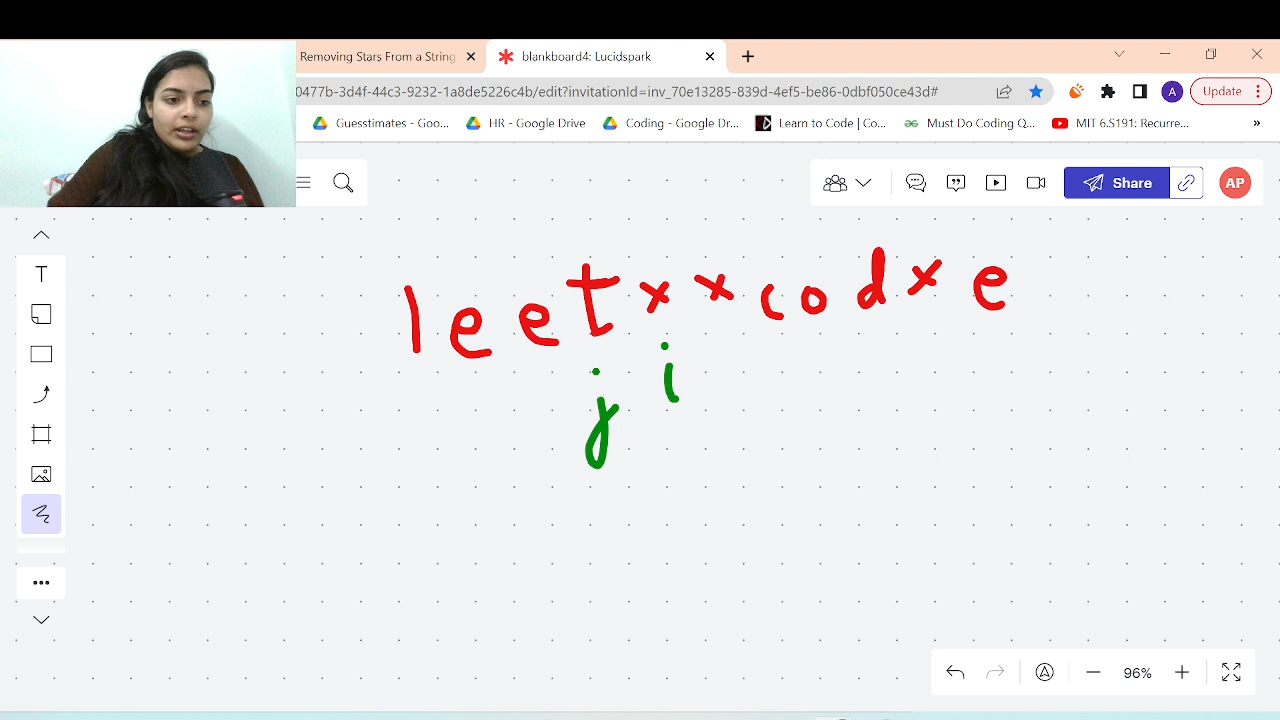 Removing Stars From a String
blankboard4: Lucidspark
0477b-3d4f-44c3-9232-1a8be5226c4b/edit?invitationId=inv_70e13285-839d-4ef5-be86-0dbf050ce43d#
A
Update
Guesstimates - Goo...
HR - Google Drive
Coding - Google Dr...
Learn to Code | Co...
Must Do Coding Q...
MIT 6.S191: Recurre...
»
Share
AP
T
leet**cod*e
j i
96%